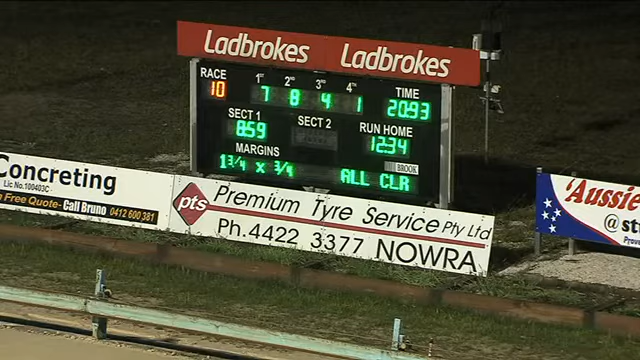 Ladbrokes Ladbrokes
RACE 1ST 2ND 3RD 4TH TIME
10 7 8 4 1 20.93
SECT 1 SECT 2 RUN HOME
8.59 12.34
MARGINS BROOK
1 3/4 x 3/4 ALL CLR
Concreting
Lic No.100403C
Free Quote- Call Bruno 0412 600 381
pts Premium Tyre Service Pty Ltd
Ph.4422 3377 NOWRA
'Aussie
@st